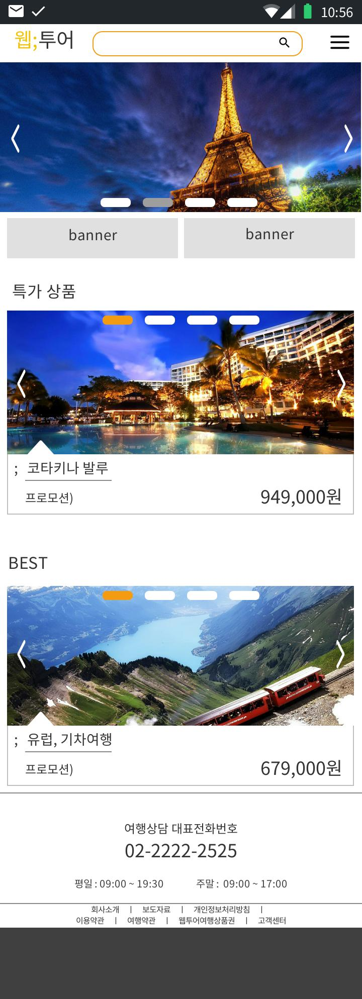 10:56
웹;투어
banner banner
특가 상품
; 코타키나 발루
프로모션) 949,000원
BEST
; 유럽, 기차여행
프로모션) 679,000원
여행상담 대표전화번호
02-2222-2525
평일 : 09:00 ~ 19:30 주말 : 09:00 ~ 17:00
회사소개 | 보도자료 | 개인정보처리방침 |
이용약관 | 여행약관 | 웹투어여행상품권 | 고객센터